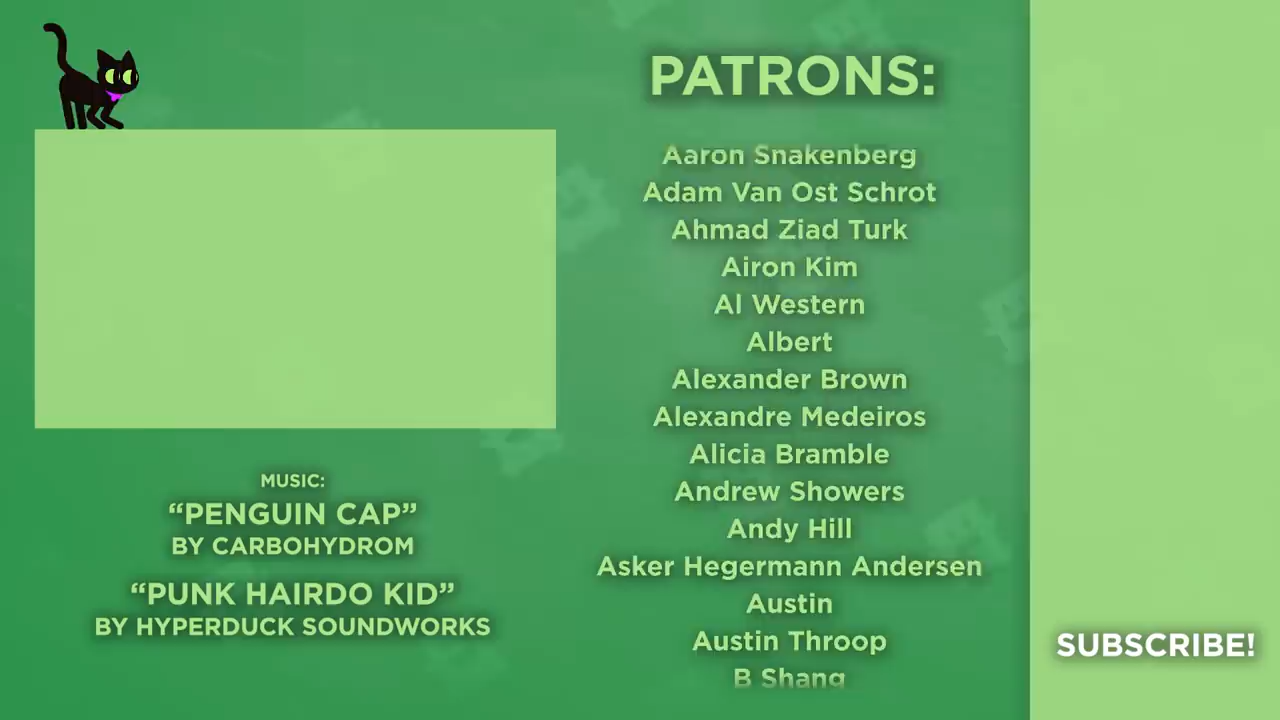 PATRONS:
Aaron Snakenberg
Adam Van Ost Schrot
Ahmad Ziad Turk
Airon Kim
Al Western
Albert
Alexander Brown
Alexandre Medeiros
Alicia Bramble
Andrew Showers
Andy Hill
Asker Hegermann Andersen
Austin
Austin Throop
B Shang
MUSIC:
“PENGUIN CAP”
BY CARBOHYDROM
“PUNK HAIRDO KID”
BY HYPERDUCK SOUNDWORKS
SUBSCRIBE!